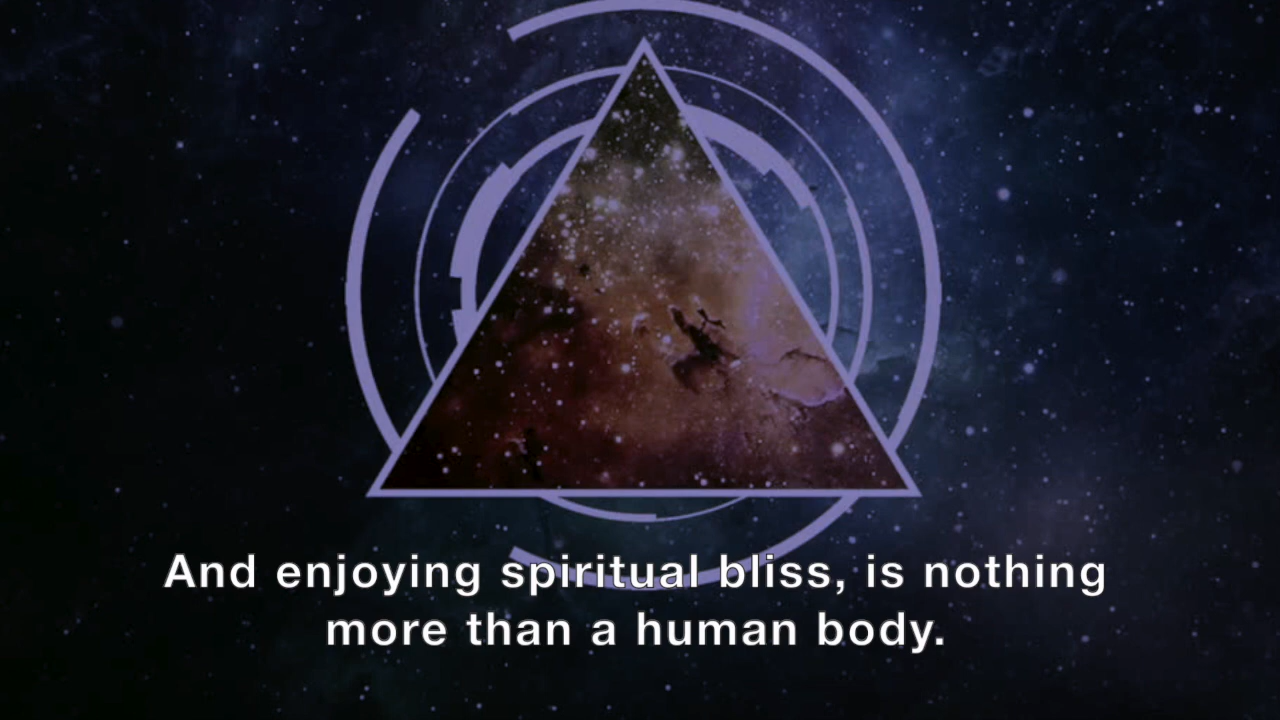 And enjoying spiritual bliss, is nothing
more than a human body.